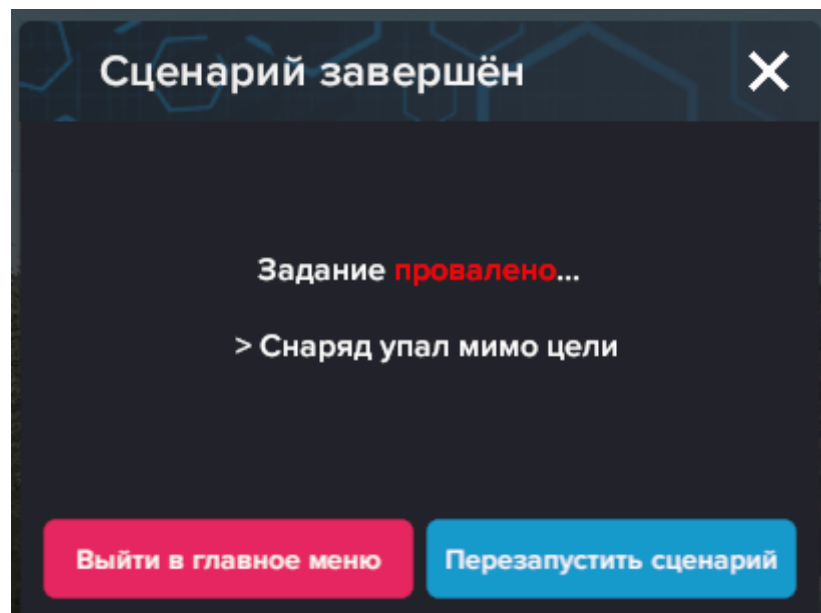 Сценарий завершён
Задание провалено...
> Снаряд упал мимо цели
Выйти в главное меню
Перезапустить сценарий